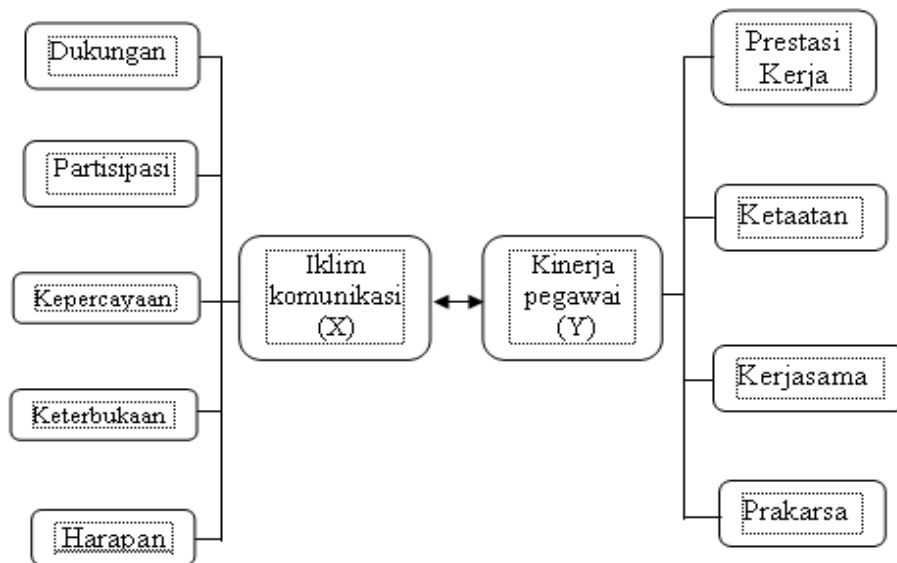 Dukungan
Partisipasi
Kepercayaan
Keterbukaan
Harapan
Iklim
komunikasi
(X)
Kinerja
pegawai
(Y)
Prestasi
Kerja
Ketaatan
Kerjasama
Prakarsa